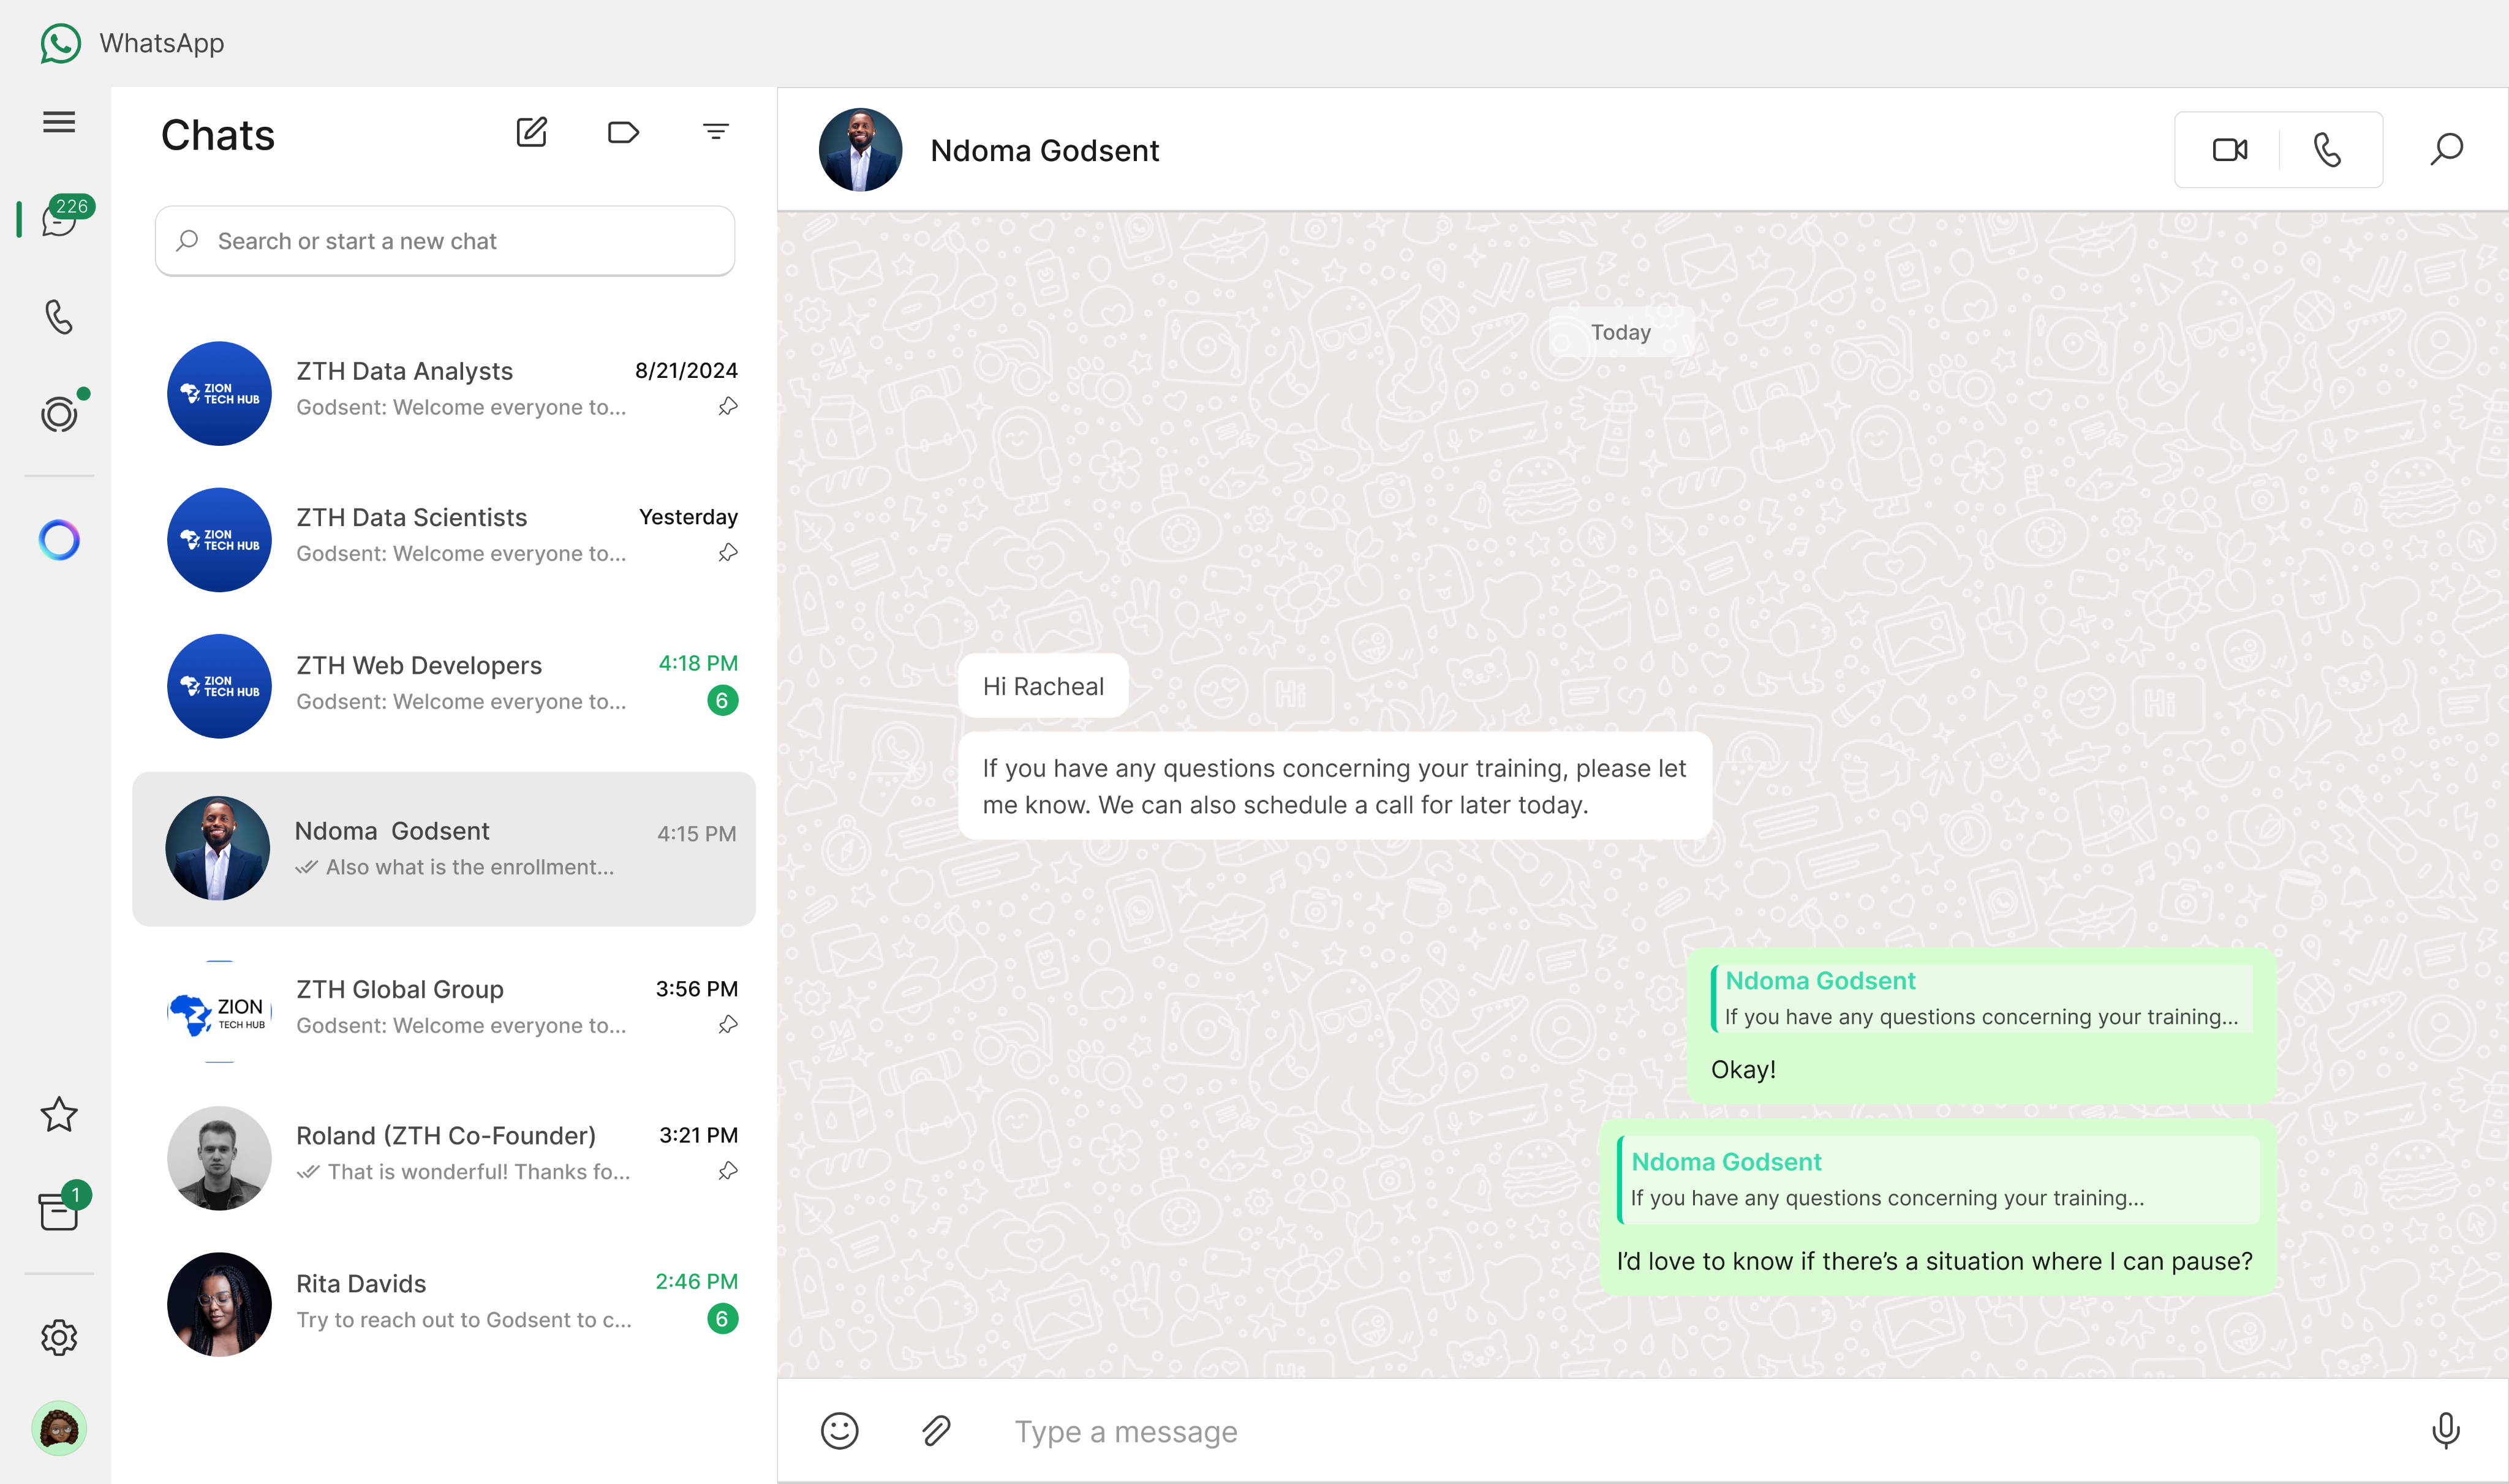 WhatsApp
Chats
226
Search or start a new chat
ZION
TECH HUB
ZTH Data Analysts
8/21/2024
Godsent: Welcome everyone to...
ZION
TECH HUB
ZTH Data Scientists
Yesterday
Godsent: Welcome everyone to...
ZION
TECH HUB
ZTH Web Developers
4:18 PM
Godsent: Welcome everyone to...
6
Ndoma  Godsent
4:15 PM
Also what is the enrollment...
ZION
TECH HUB
ZTH Global Group
3:56 PM
Godsent: Welcome everyone to...
Roland (ZTH Co-Founder)
3:21 PM
That is wonderful! Thanks fo...
1
Rita Davids
2:46 PM
Try to reach out to Godsent to c...
6
Ndoma Godsent
Today
Hi Racheal
If you have any questions concerning your training, please let
me know. We can also schedule a call for later today.
Ndoma Godsent
If you have any questions concerning your training...
Okay!
Ndoma Godsent
If you have any questions concerning your training...
I’d love to know if there’s a situation where I can pause?
Type a message
Hi
Hi
Hi
Hi